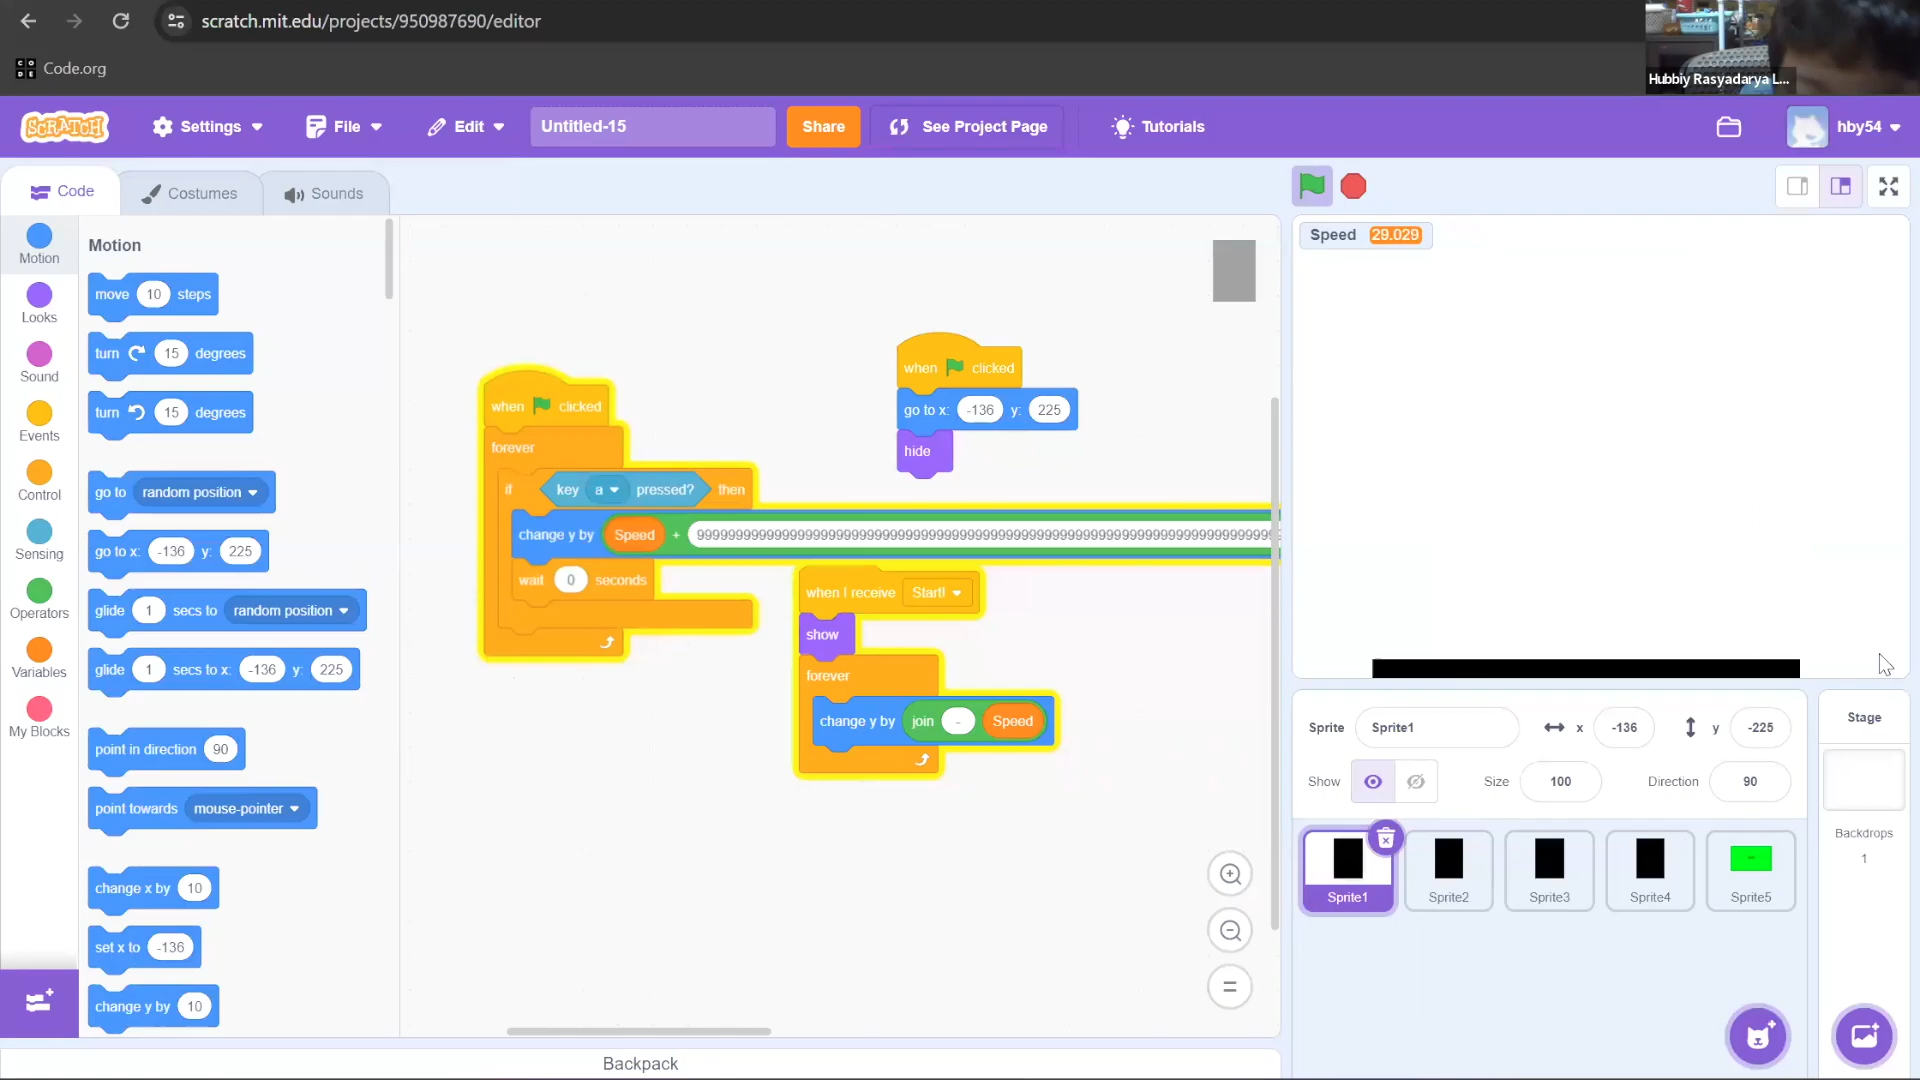 scratch.mit.edu/projects/950987690/editor
Code.org
Hubbiy Rasyadarya L...
SCRATCH
Settings
File
Edit
Untitled-15
Share
See Project Page
Tutorials
hby54
Code
Costumes
Sounds
Motion
Looks
Sound
Events
Control
Sensing
Operators
Variables
My Blocks
Motion
move 10 steps
turn 15 degrees
turn 15 degrees
go to random position
go to x: -136 y: 225
glide 1 secs to random position
glide 1 secs to x: -136 y: 225
point in direction 90
point towards mouse-pointer
change x by 10
set x to -136
change y by 10
when clicked
forever
if key a pressed? then
change y by Speed +
wait 0 seconds
when clicked
go to x: -136 y: 225
hide
when I receive Start!
show
forever
change y by join - Speed
Backpack
Speed 29.029
Sprite Sprite1 x -136 y -225
Show Size 100 Direction 90
Sprite1
Sprite2
Sprite3
Sprite4
Sprite5
Stage
Backdrops
1